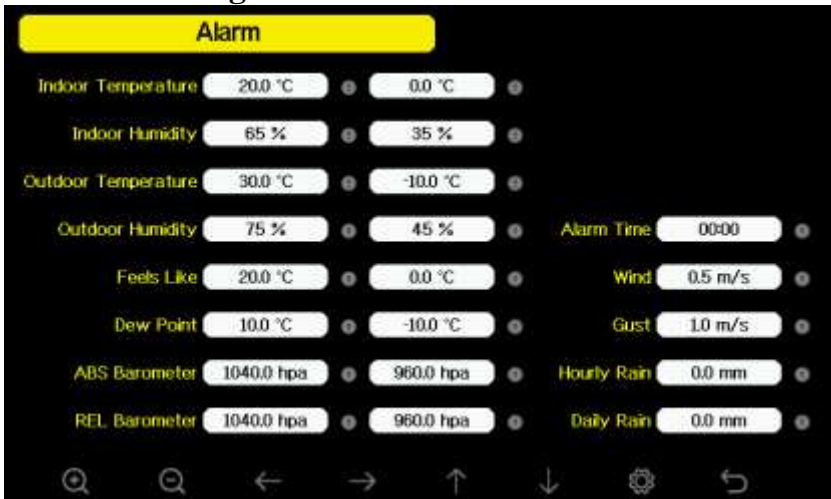 Alarm
Indoor Temperature 20.0 °C 0.0 °C
Indoor Humidity 65 % 35 %
Outdoor Temperature 30.0 °C -10.0 °C
Outdoor Humidity 75 % 45 % Alarm Time 00:00
Feels Like 20.0 °C 0.0 °C Wind 0.5 m/s
Dew Point 10.0 °C -10.0 °C Gust 1.0 m/s
ABS Barometer 1040.0 hpa 960.0 hpa Hourly Rain 0.0 mm
REL Barometer 1040.0 hpa 960.0 hpa Daily Rain 0.0 mm